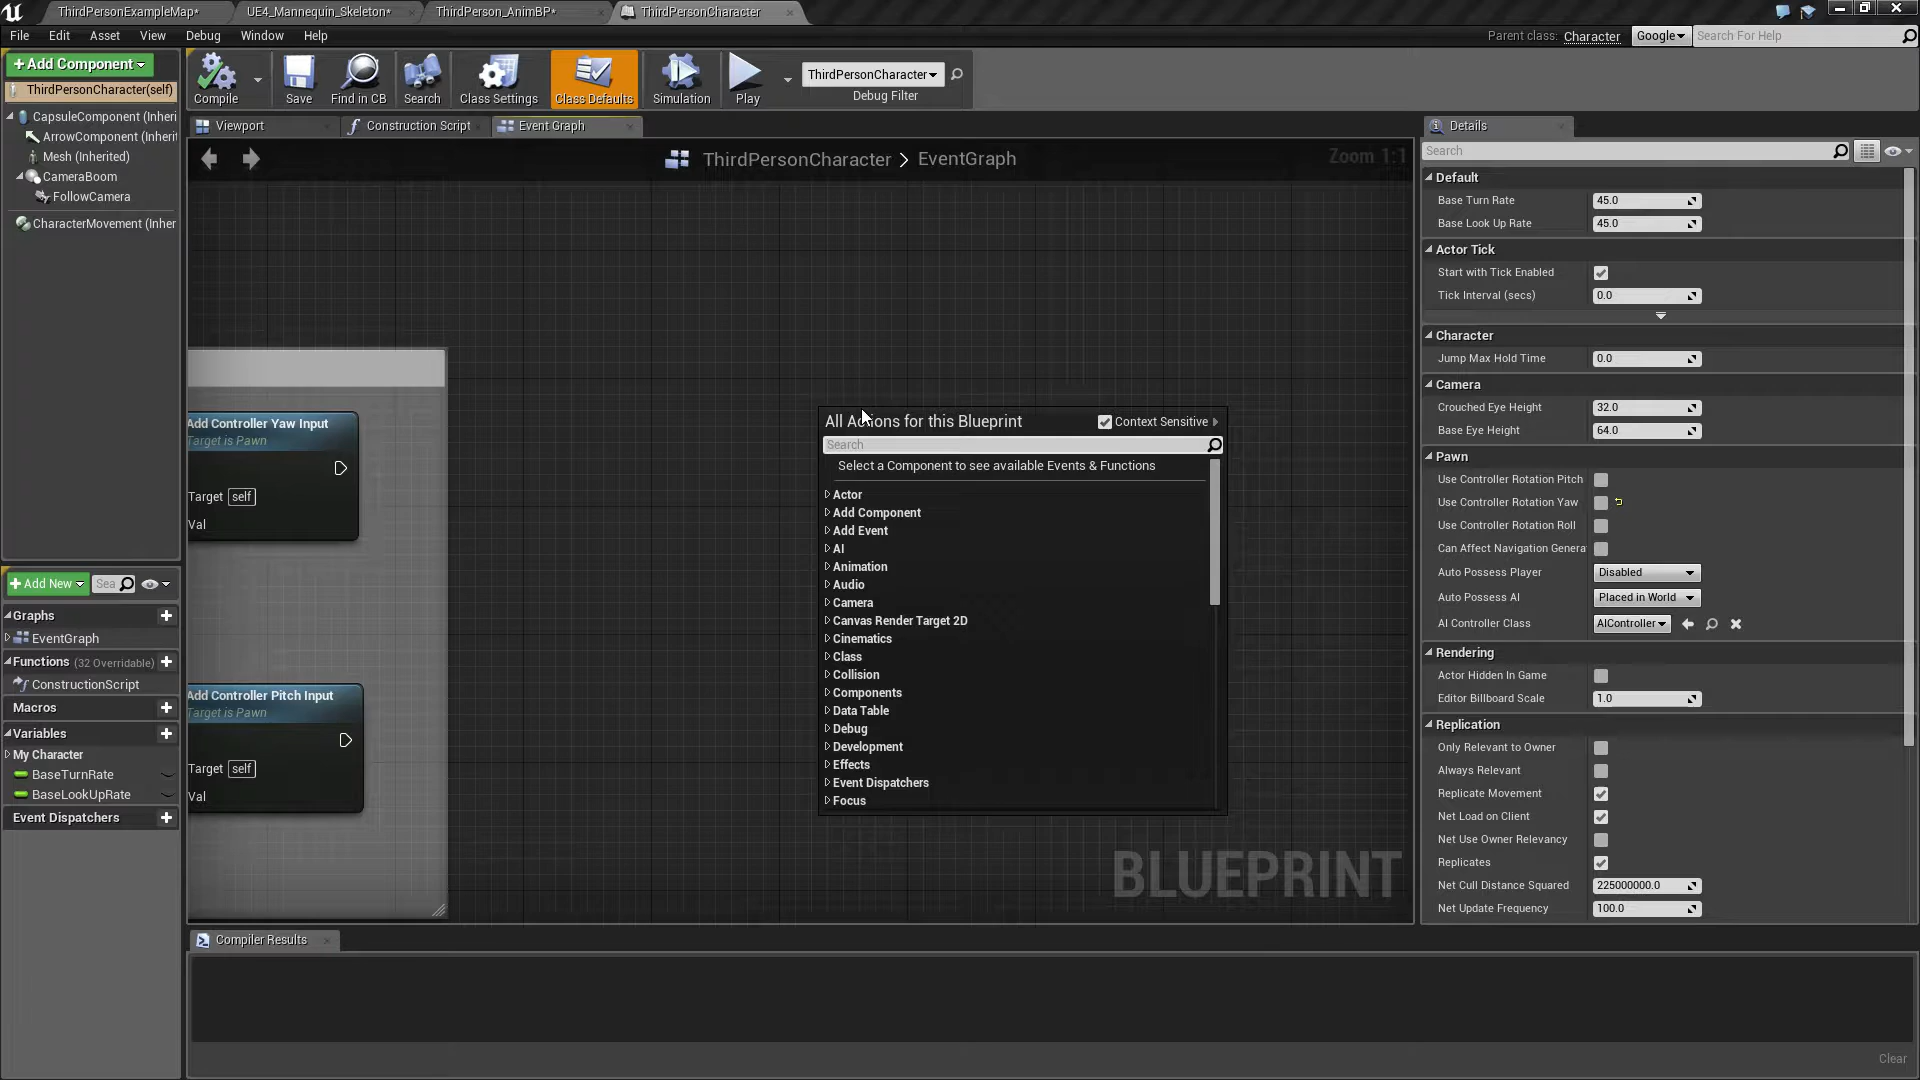 ThirdPersonExampleMap*
UE4_Mannequin_Skeleton*
ThirdPerson_AnimBP*
ThirdPersonCharacter
File Edit Asset View Debug Window Help
Parent class: Character
Google
Search For Help
Add Component
ThirdPersonCharacter(self)
CapsuleComponent (Inheri
ArrowComponent (Inherit
Mesh (Inherited)
CameraBoom
FollowCamera
CharacterMovement (Inher
Compile
Save
Find in CB
Search
Class Settings
Class Defaults
Simulation
Play
ThirdPersonCharacter
Debug Filter
Viewport
Construction Script
Event Graph
ThirdPersonCharacter > EventGraph
Zoom 1:1
Add Controller Yaw Input
Target is Pawn
Target self
Val
Add Controller Pitch Input
Target is Pawn
Target self
Val
All Actions for this Blueprint
Context Sensitive
Search
Select a Component to see available Events & Functions
Actor
Add Component
Add Event
AI
Animation
Audio
Camera
Canvas Render Target 2D
Cinematics
Class
Collision
Components
Data Table
Debug
Development
Effects
Event Dispatchers
Focus
BLUEPRINT
Add New
Sea
Graphs
EventGraph
Functions (32 Overridable)
ConstructionScript
Macros
Variables
My Character
BaseTurnRate
BaseLookUpRate
Event Dispatchers
Compiler Results
Clear
Details
Search
Default
Base Turn Rate 45.0
Base Look Up Rate 45.0
Actor Tick
Start with Tick Enabled
Tick Interval (secs) 0.0
Character
Jump Max Hold Time 0.0
Camera
Crouched Eye Height 32.0
Base Eye Height 64.0
Pawn
Use Controller Rotation Pitch
Use Controller Rotation Yaw
Use Controller Rotation Roll
Can Affect Navigation Genera
Auto Possess Player Disabled
Auto Possess AI Placed in World
AI Controller Class AIController
Rendering
Actor Hidden In Game
Editor Billboard Scale 1.0
Replication
Only Relevant to Owner
Always Relevant
Replicate Movement
Net Load on Client
Net Use Owner Relevancy
Replicates
Net Cull Distance Squared 225000000.0
Net Update Frequency 100.0